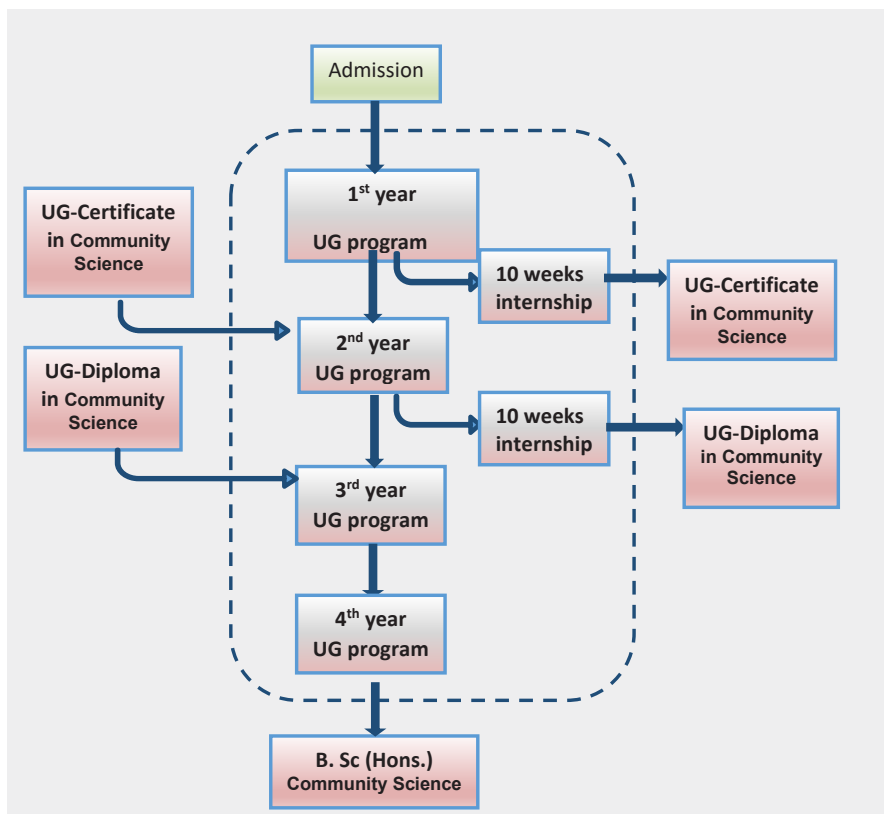 Admission
1st year
UG program
UG-Certificate
in Community
Science
10 weeks
internship
UG-Certificate
in Community
Science
2nd year
UG program
UG-Diploma
in Community
Science
10 weeks
internship
UG-Diploma
in Community
Science
3rd year
UG program
4th year
UG program
B. Sc (Hons.)
Community Science